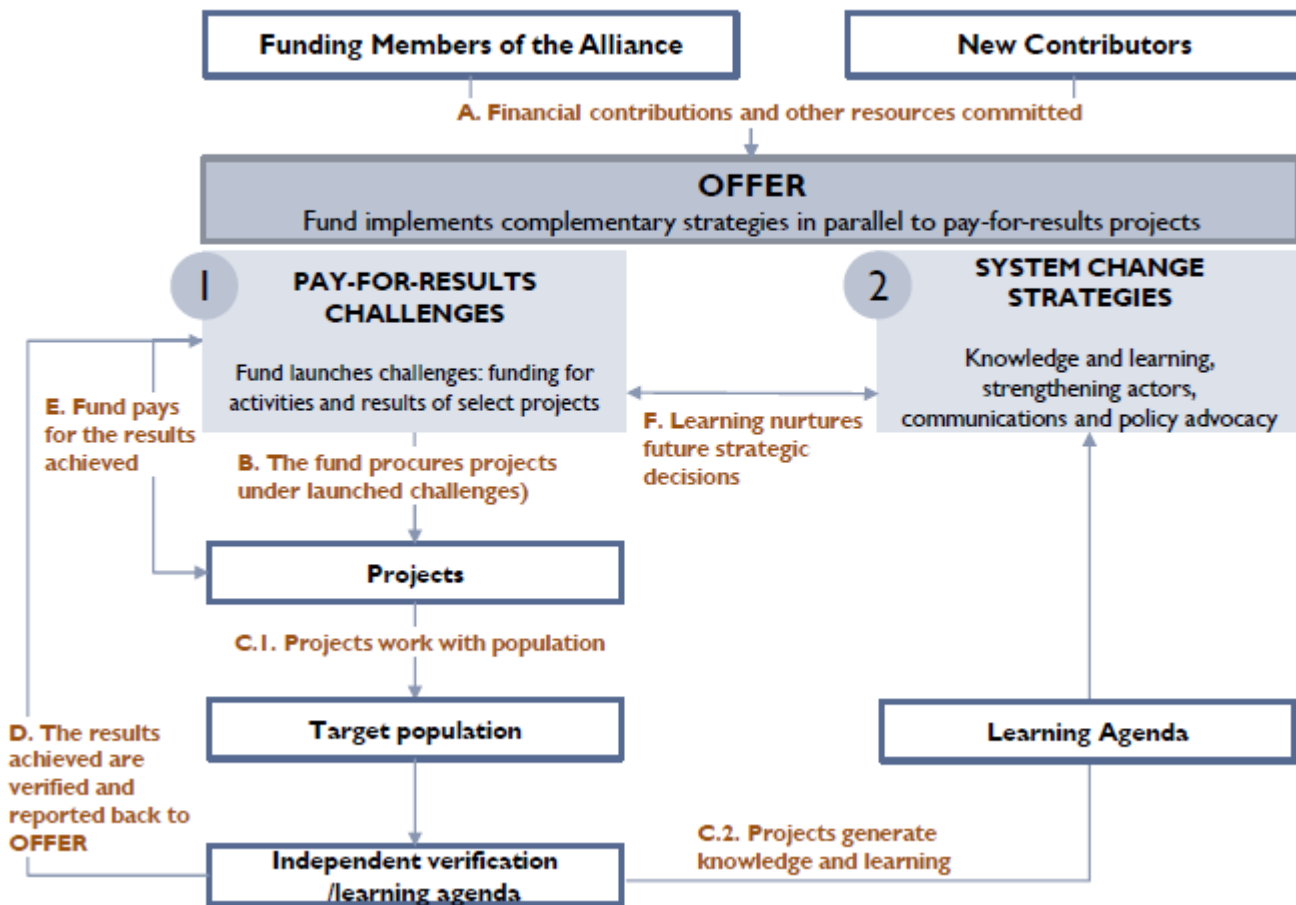 Funding Members of the Alliance
New Contributors
A. Financial contributions and other resources committed
OFFER
Fund implements complementary strategies in parallel to pay-for-results projects
1
PAY-FOR-RESULTS
CHALLENGES
Fund launches challenges: funding for
activities and results of select projects
2
SYSTEM CHANGE
STRATEGIES
Knowledge and learning,
strengthening actors,
communications and policy advocacy
E. Fund pays
for the results
achieved
F. Learning nurtures
future strategic
decisions
B. The fund procures projects
under launched challenges)
Projects
C.1. Projects work with population
Target population
Learning Agenda
D. The results
achieved are
verified and
reported back to
OFFER
C.2. Projects generate
knowledge and learning
Independent verification
/learning agenda